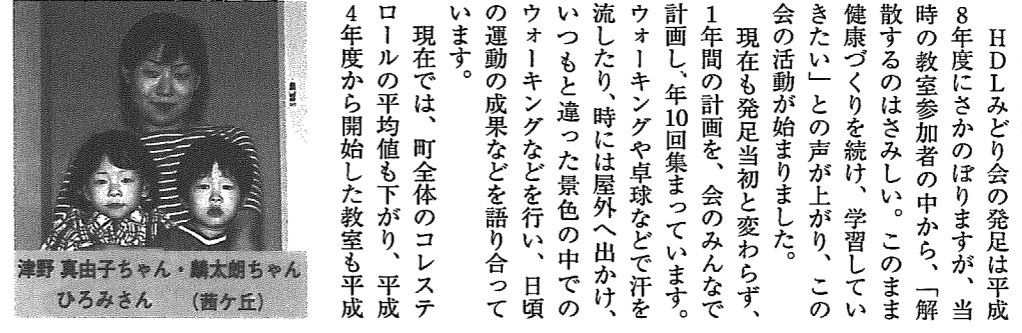 HDLみどり会の発足は平成
8年度にさかのぼりますが、当
時の教室参加者の中から、「解
散するのはさみしい。このまま
健康づくりを続け、学習してい
きたい」との声が上がり、この
会の活動が始まりました。
現在も発足当初と変わらず、
1年間の計画を、会のみんなで
計画し、年10回集まっています。
ウォーキングや卓球などで汗を
流したり、時には屋外へ出かけ、
いつもと違った景色の中での
ウォーキングなどを行い、日頃
の運動の成果などを語り合って
います。
現在では、町全体のコレステ
ロールの平均値も下がり、平成
4年度から開始した教室も平成
津野 真由子ちゃん・麟太朗ちゃん
ひろみさん (茜ケ丘)